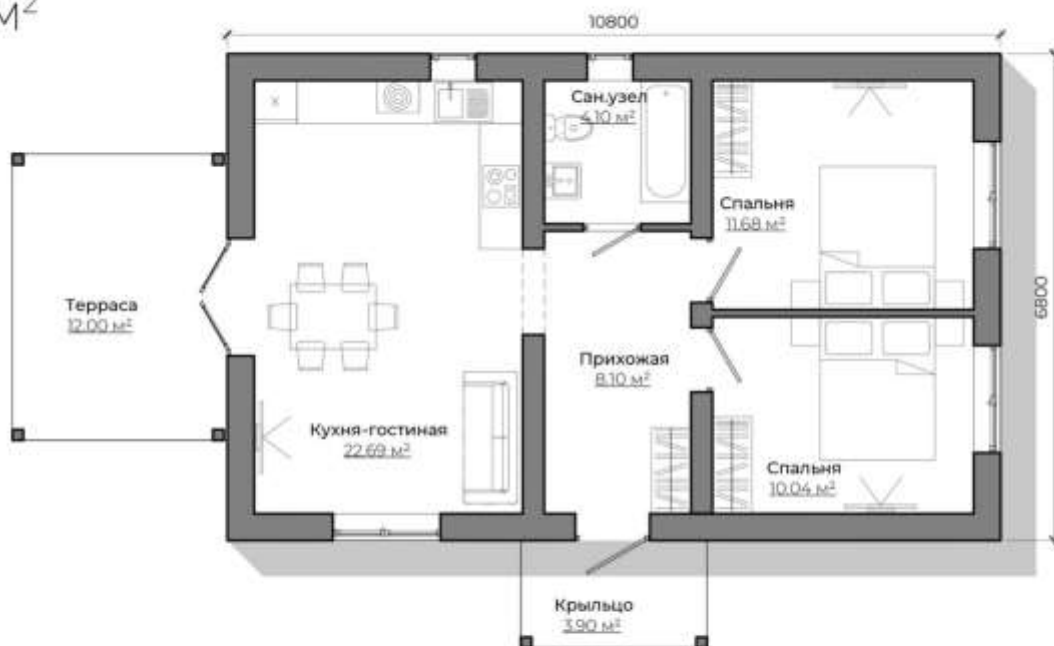 м²
10800
Сан.узел
4.10 м²
Спальня
11.68 м²
6800
Терраса
12.00 м²
Прихожая
8.10 м²
Кухня-гостиная
22.69 м²
Спальня
10.04 м²
Крыльцо
3.90 м²